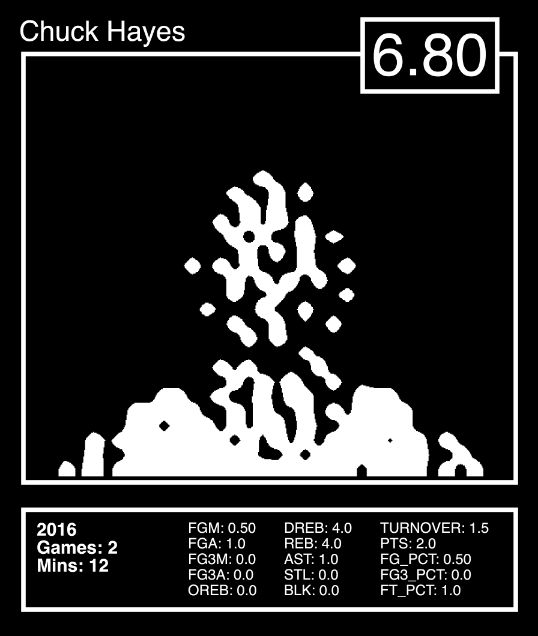 Chuck Hayes
6.80
2016
Games: 2
Mins: 12
FGM: 0.50
FGA: 1.0
FG3M: 0.0
FG3A: 0.0
OREB: 0.0
DREB: 4.0
REB: 4.0
AST: 1.0
STL: 0.0
BLK: 0.0
TURNOVER: 1.5
PTS: 2.0
FG_PCT: 0.50
FG3_PCT: 0.0
FT_PCT: 1.0